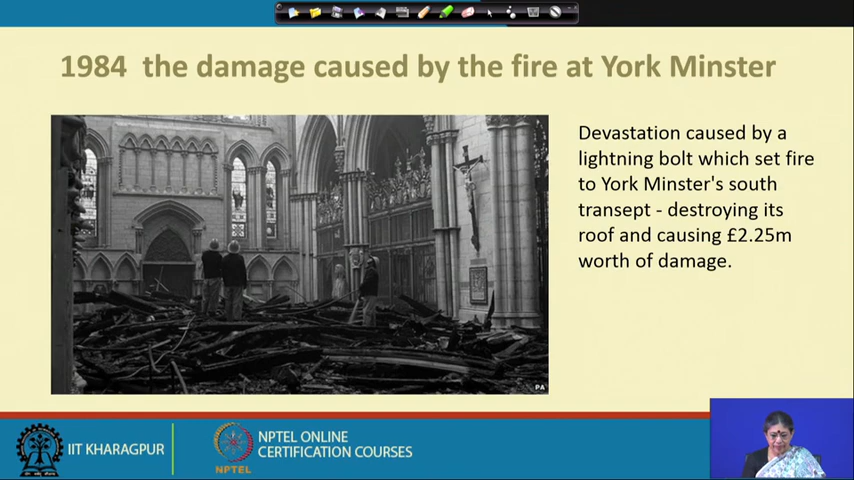 1984 the damage caused by the fire at York Minster
Devastation caused by a
lightning bolt which set fire
to York Minster's south
transept - destroying its
roof and causing £2.25m
worth of damage.
PA
IIT KHARAGPUR
NPTEL
NPTEL ONLINE
CERTIFICATION COURSES